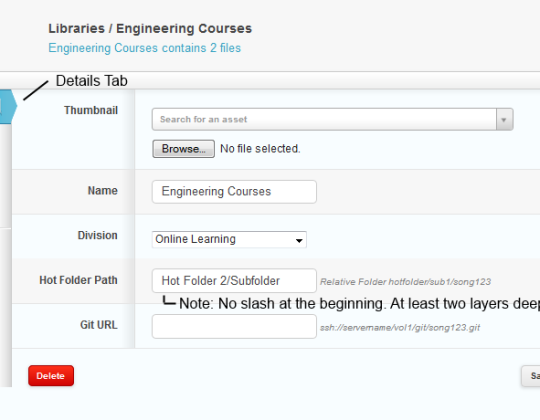 Libraries / Engineering Courses
Engineering Courses contains 2 files
Details Tab
Thumbnail
Search for an asset
Browse... No file selected.
Name Engineering Courses
Division Online Learning
Hot Folder Path Hot Folder 2/Subfolder Relative Folder hotfolder/sub1/song123
Note: No slash at the beginning. At least two layers deep
Git URL ssh://servername/vol1/git/song123.git
Delete